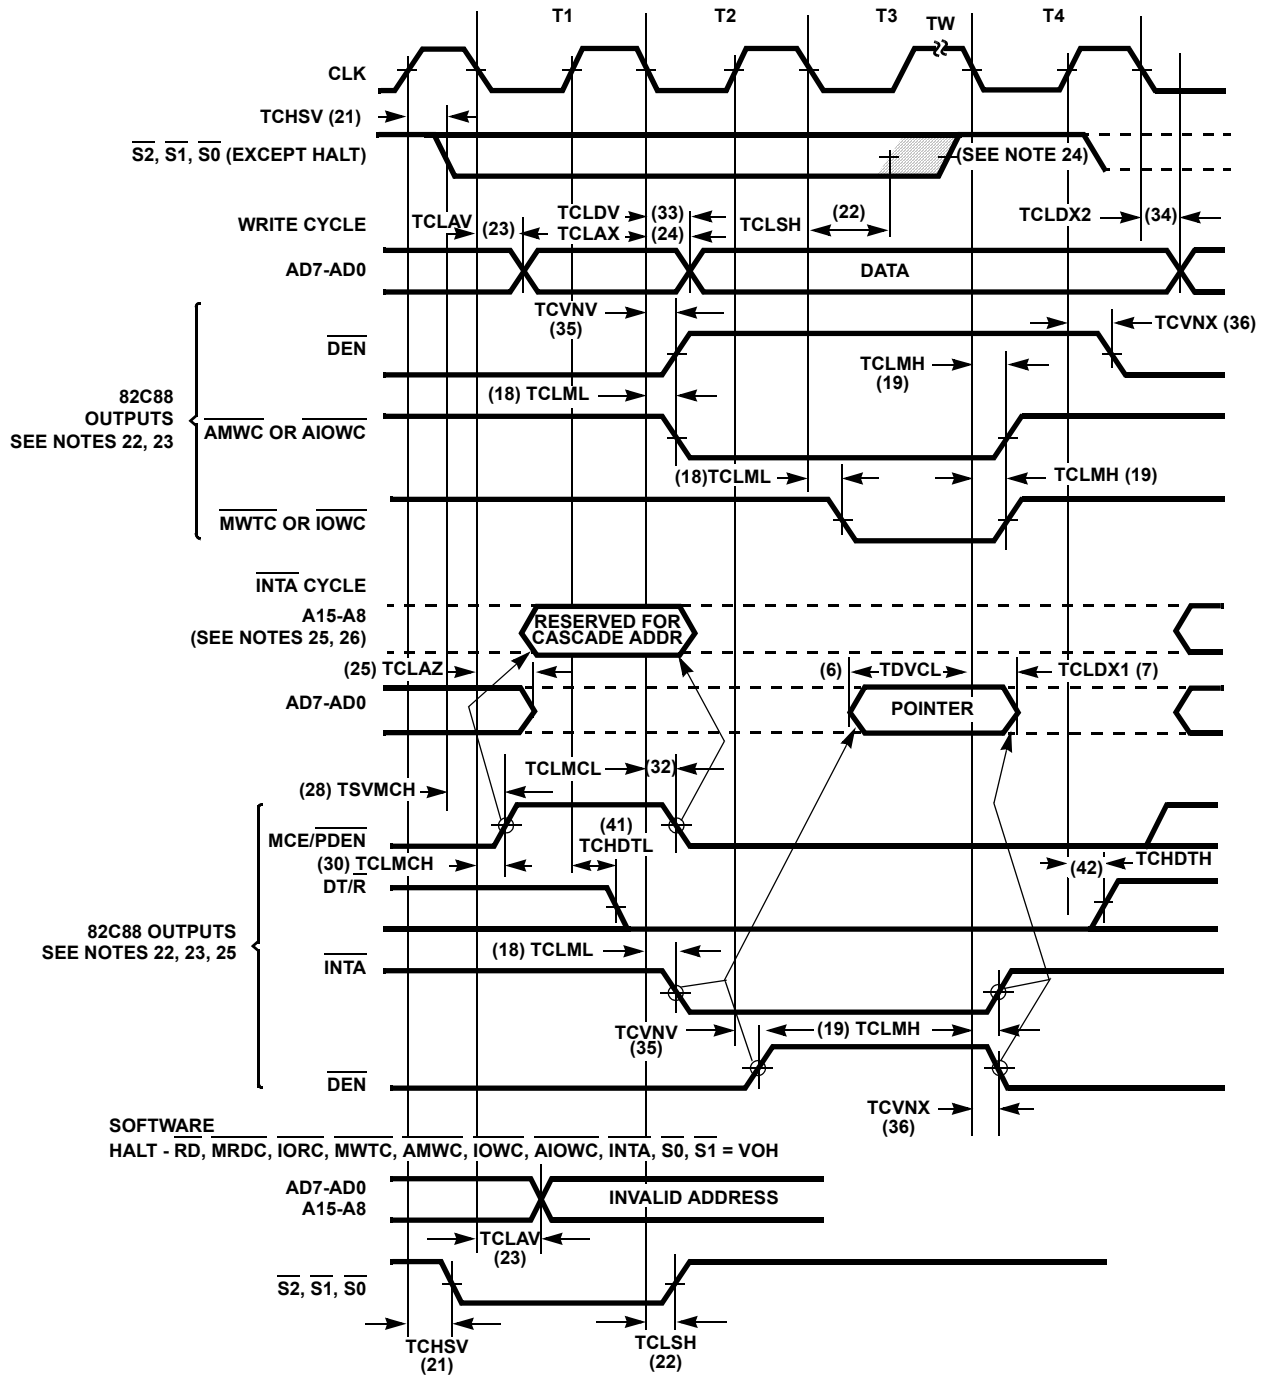 T1 T2 T3 TW T4
CLK
TCHSV (21)
S2, S1, S0 (EXCEPT HALT)
(SEE NOTE 24)
WRITE CYCLE
TCLAV (23)
TCLDV (33)
TCLAX (24)
TCLSH (22)
TCLDX2 (34)
AD7-AD0
DATA
TCVNV
(35)
TCVNX (36)
DEN
TCLMH
(19)
(18) TCLML
82C88
OUTPUTS
SEE NOTES 22, 23
AMWC OR AIOWC
(18)TCLML
TCLMH (19)
MWTC OR IOWC
INTA CYCLE
A15-A8
(SEE NOTES 25, 26)
RESERVED FOR
CASCADE ADDR
(25) TCLAZ
(6) TDVCL
TCLDX1 (7)
AD7-AD0
POINTER
TCLMCL (32)
(28) TSVMCH
MCE/PDEN
(41)
TCHDTL
(30) TCLMCH
TCHDTH
(42)
DT/R
82C88 OUTPUTS
SEE NOTES 22, 23, 25
(18) TCLML
INTA
TCVNV
(35)
(19) TCLMH
DEN
TCVNX
(36)
SOFTWARE
HALT - RD, MRDC, IORC, MWTC, AMWC, IOWC, AIOWC, INTA, S0, S1 = VOH
AD7-AD0
A15-A8
INVALID ADDRESS
TCLAV
(23)
S2, S1, S0
TCHSV
(21)
TCLSH
(22)